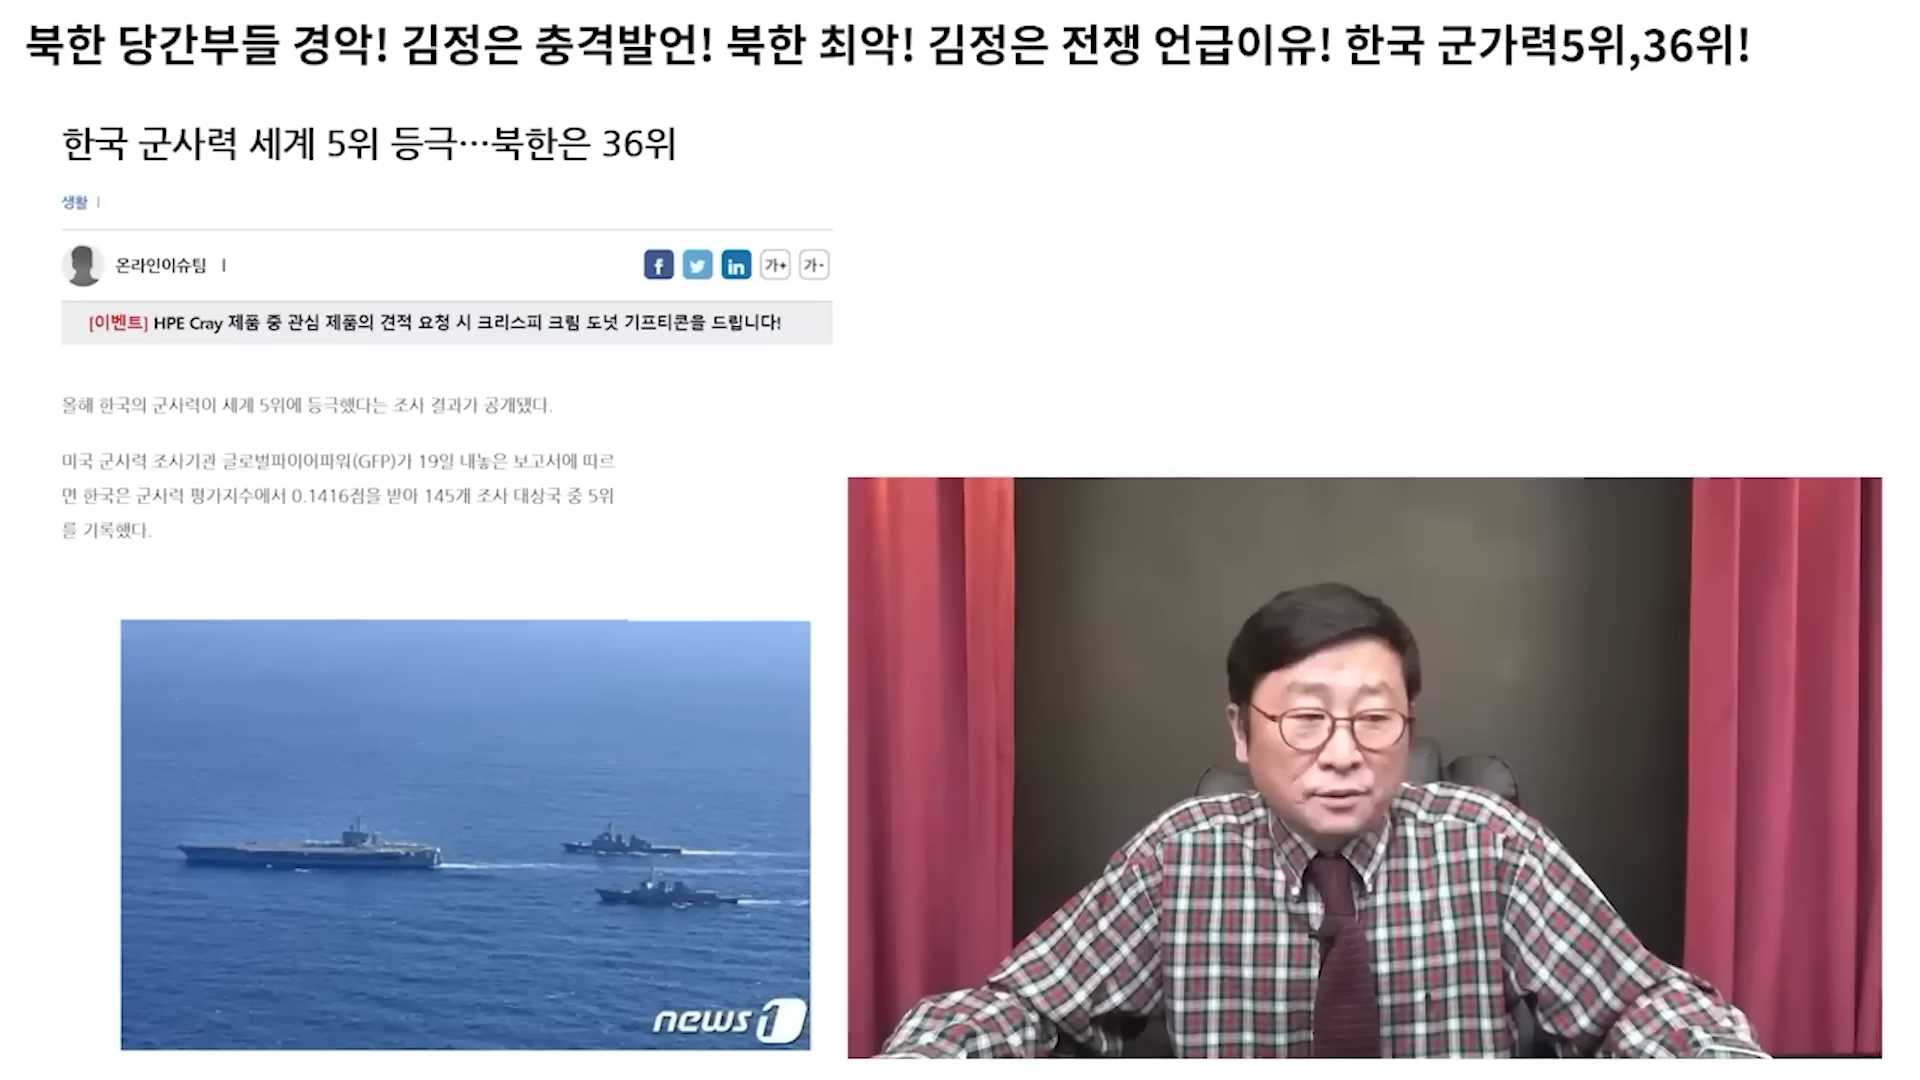 북한 당간부들 경악! 김정은 충격발언! 북한 최악! 김정은 전쟁 언급이유! 한국 군가력5위,36위!
한국 군사력 세계 5위 등극…북한은 36위
생활 |
온라인이슈팀 |
f in 가+ 가-
[이벤트] HPE Cray 제품 중 관심 제품의 견적 요청 시 크리스피 크림 도넛 기프티콘을 드립니다!
올해 한국의 군사력이 세계 5위에 등극했다는 조사 결과가 공개됐다.
미국 군사력 조사기관 글로벌파이어파워(GFP)가 19일 내놓은 보고서에 따르
면 한국은 군사력 평가지수에서 0.1416점을 받아 145개 조사 대상국 중 5위
를 기록했다.
news1